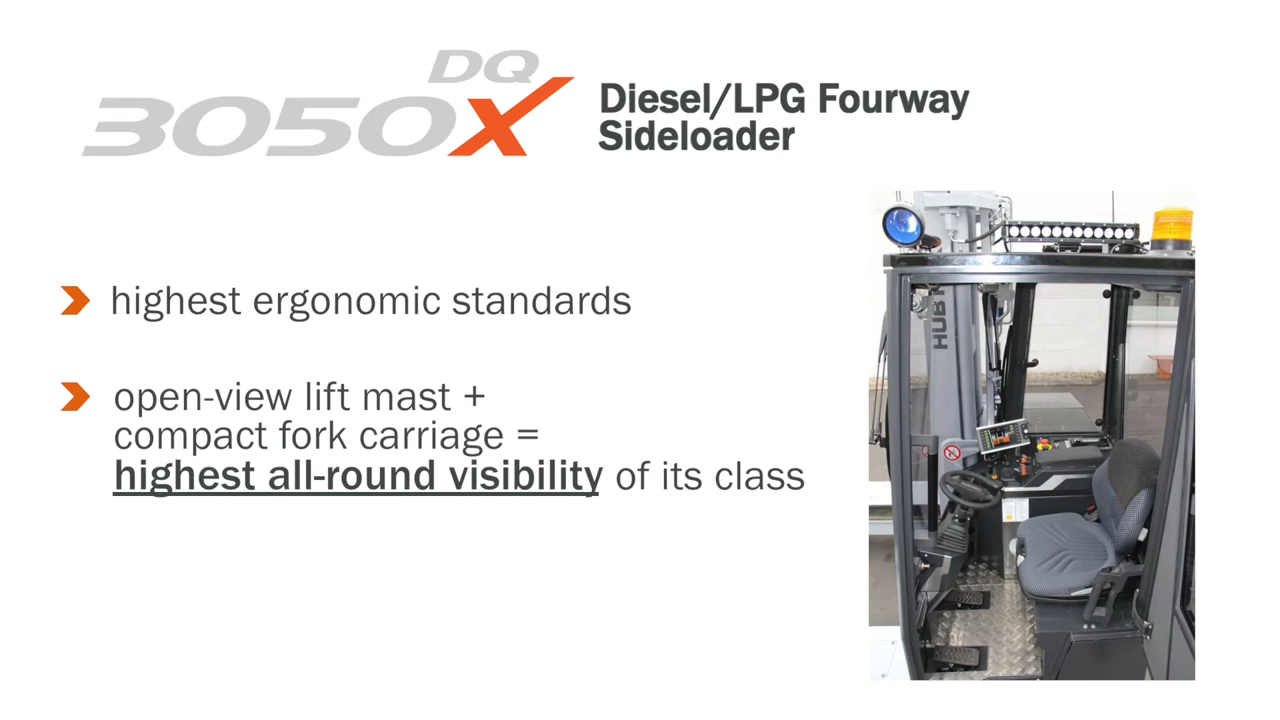 DQ
3050X
Diesel/LPG Fourway
Sideloader
highest ergonomic standards
open-view lift mast +
compact fork carriage =
highest all-round visibility of its class